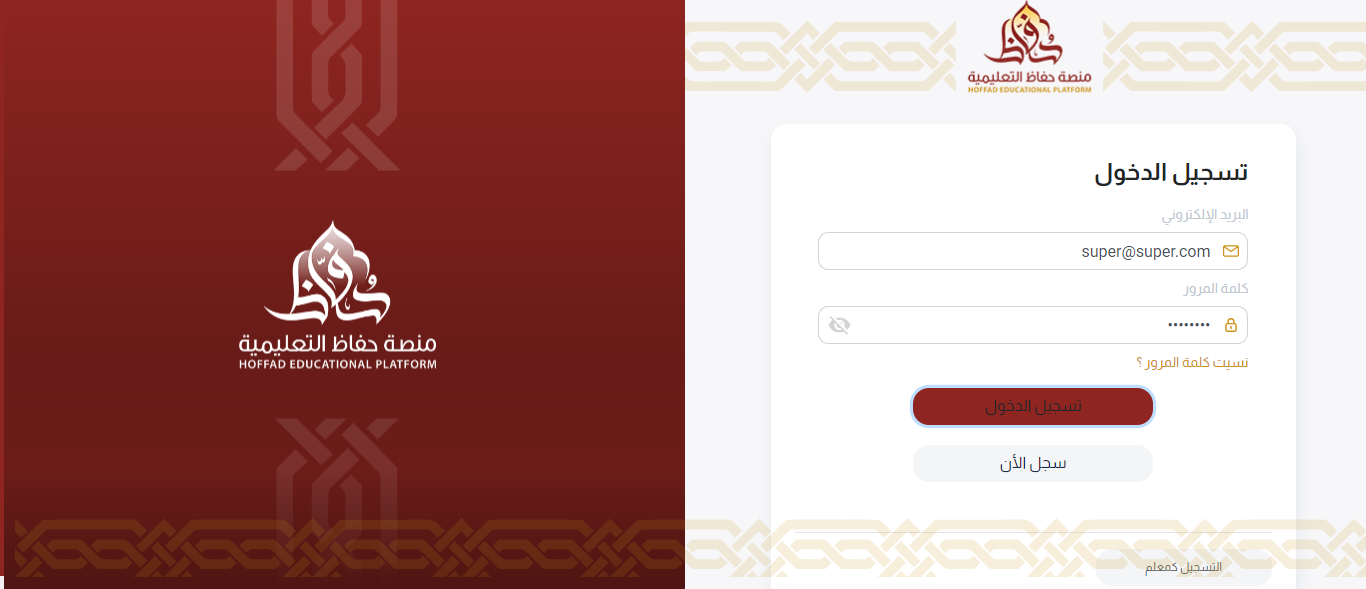 حفاظ
منصة حفاظ التعليمية
HOFFAD EDUCATIONAL PLATFORM
حفاظ
منصة حفاظ التعليمية
HOFFAD EDUCATIONAL PLATFORM
تسجيل الدخول
البريد الإلكتروني
super@super.com
كلمة المرور
••••••••
نسيت كلمة المرور ؟
تسجيل الدخول
سجل الأن
التسجيل كمعلم